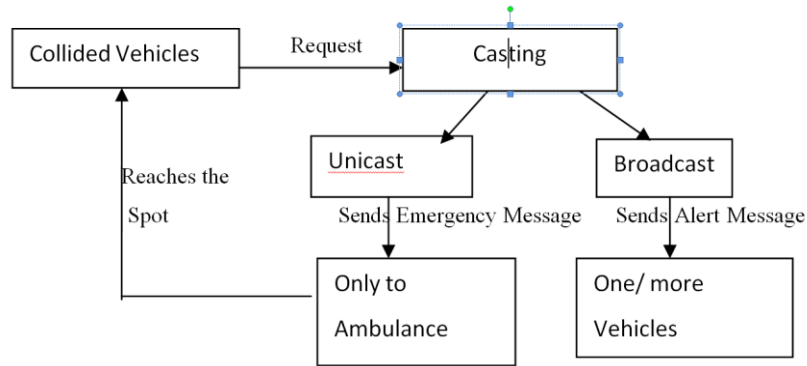 Collided Vehicles
Request
Casting
Unicast
Broadcast
Reaches the
Spot
Sends Emergency Message
Sends Alert Message
Only to
Ambulance
One/ more
Vehicles